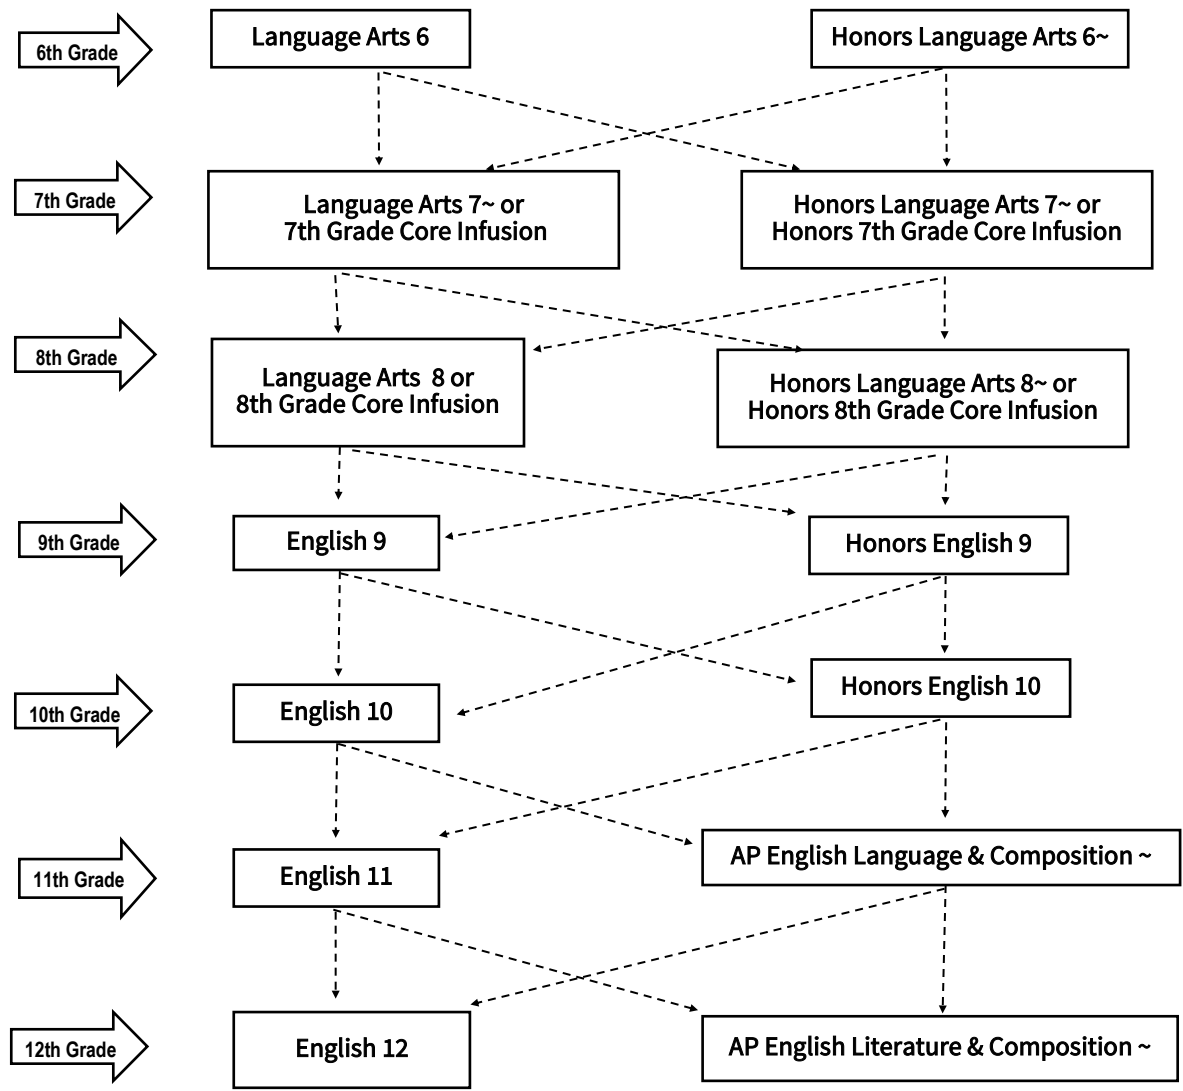 6th Grade
Language Arts 6
Honors Language Arts 6~
7th Grade
Language Arts 7~ or
7th Grade Core Infusion
Honors Language Arts 7~ or
Honors 7th Grade Core Infusion
8th Grade
Language Arts  8 or
8th Grade Core Infusion
Honors Language Arts 8~ or
Honors 8th Grade Core Infusion
9th Grade
English 9
Honors English 9
10th Grade
English 10
Honors English 10
11th Grade
English 11
AP English Language & Composition ~
12th Grade
English 12
AP English Literature & Composition ~